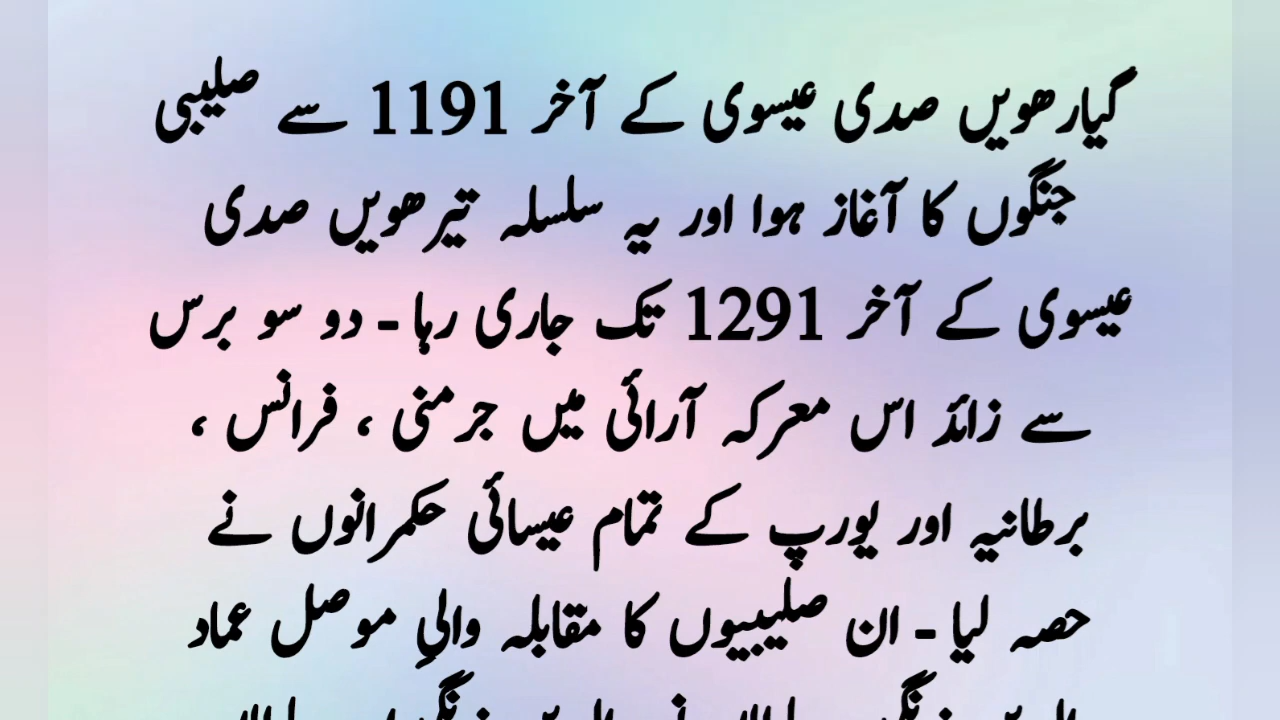 گیارھویں صدی عیسوی کے آخر 1191 سے صلیبی
جنگوں کا آغاز ہوا اور یہ سلسلہ تیرھویں صدی
عیسوی کے آخر 1291 تک جاری رہا - دو سو برس
سے زائد اس معرکہ آرائی میں جرمنی ، فرانس ،
برطانیہ اور یورپ کے تمام عیسائی حکمرانوں نے
حصہ لیا - ان صلیبیوں کا مقابلہ والیِ موصل عماد